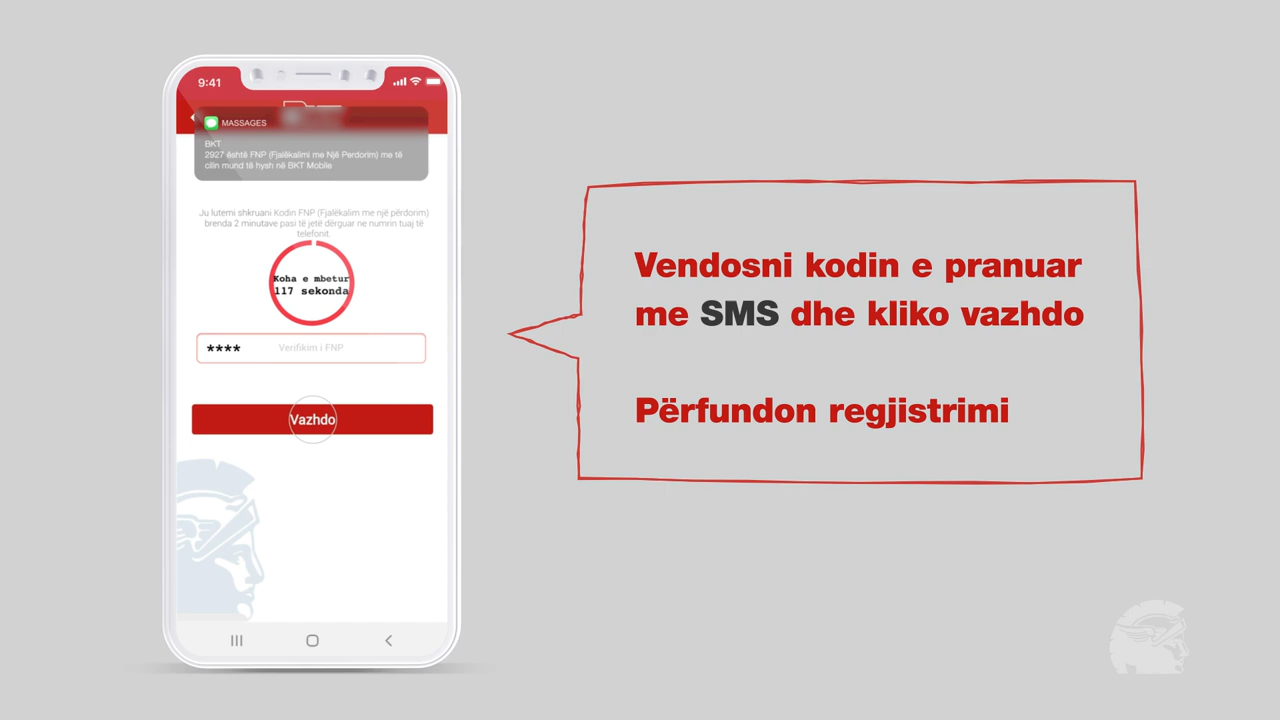 9:41
MASSAGES
BKT
2927 është FNP (Fjalëkalimi me Një Perdorim) me të
cilin mund të hysh në BKT Mobile
Ju lutemi shkruani Kodin FNP (Fjalëkalim me një përdorim)
brenda 2 minutave pasi të jetë dërguar ne numrin tuaj të
telefonit.
Koha e mbetur
117 sekonda
**** Verifikim i FNP
Vazhdo
Vendosni kodin e pranuar
me SMS dhe kliko vazhdo
Përfundon regjistrimi